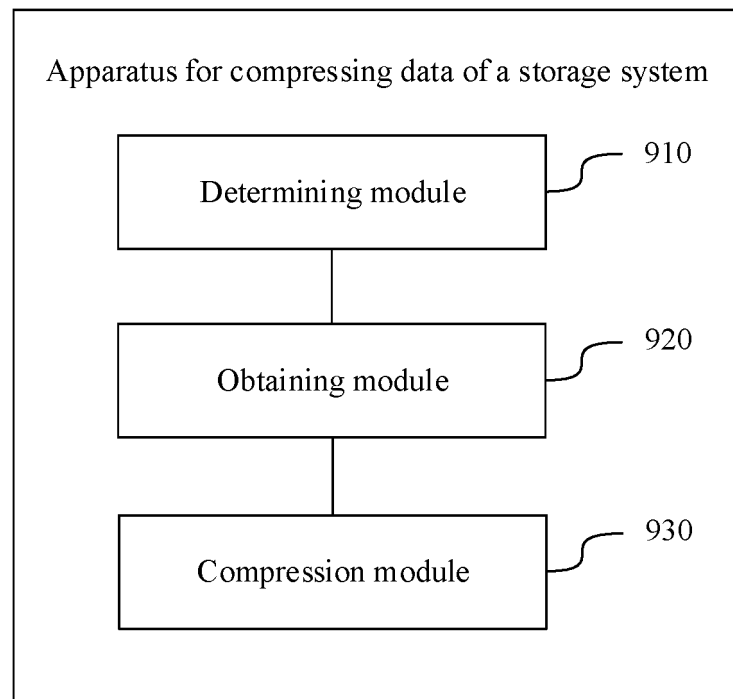 Apparatus for compressing data of a storage system
910
Determining module
920
Obtaining module
930
Compression module